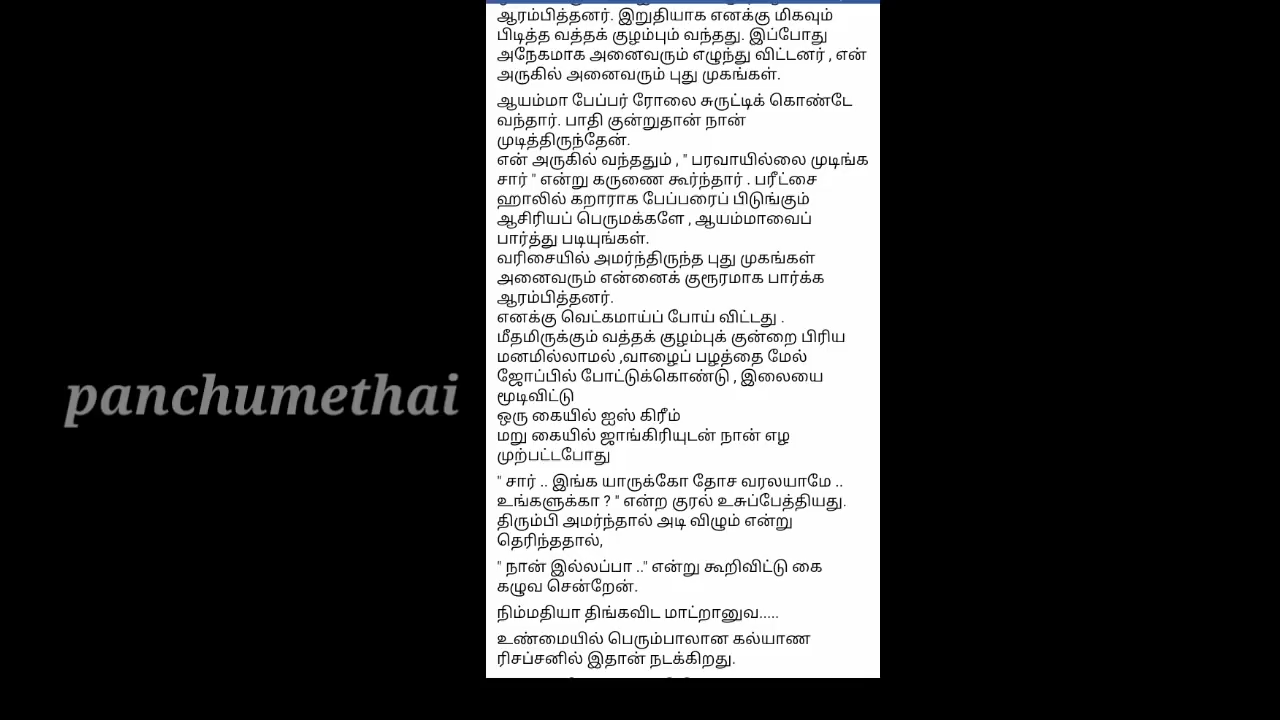 ஆரம்பித்தனர். இறுதியாக எனக்கு மிகவும்
பிடித்த வத்தக் குழம்பும் வந்தது. இப்போது
அநேகமாக அனைவரும் எழுந்து விட்டனர் , என்
அருகில் அனைவரும் புது முகங்கள்.
ஆயம்மா பேப்பர் ரோலை சுருட்டிக் கொண்டே
வந்தார். பாதி குன்றுதான் நான்
முடித்திருந்தேன்.
என் அருகில் வந்ததும் , " பரவாயில்லை முடிங்க
சார் " என்று கருணை கூர்ந்தார் . பரீட்சை
ஹாலில் கறாராக பேப்பரைப் பிடுங்கும்
ஆசிரியப் பெருமக்களே , ஆயம்மாவைப்
பார்த்து படியுங்கள்.
வரிசையில் அமர்ந்திருந்த புது முகங்கள்
அனைவரும் என்னைக் குரூரமாக பார்க்க
ஆரம்பித்தனர்.
எனக்கு வெட்கமாய்ப் போய் விட்டது .
மீதமிருக்கும் வத்தக் குழம்புக் குன்றை பிரிய
மனமில்லாமல் ,வாழைப் பழத்தை மேல்
ஜோப்பில் போட்டுக்கொண்டு , இலையை
மூடிவிட்டு
ஒரு கையில் ஐஸ் கிரீம்
மறு கையில் ஜாங்கிரியுடன் நான் எழ
முற்பட்டபோது
" சார் .. இங்க யாருக்கோ தோச வரலயாமே ..
உங்களுக்கா ? " என்ற குரல் உசுப்பேத்தியது.
திரும்பி அமர்ந்தால் அடி விழும் என்று
தெரிந்ததால்,
" நான் இல்லப்பா .." என்று கூறிவிட்டு கை
கழுவ சென்றேன்.
நிம்மதியா திங்கவிட மாட்றானுவ.....
உண்மையில் பெரும்பாலான கல்யாண
ரிசப்சனில் இதான் நடக்கிறது.
panchumethai